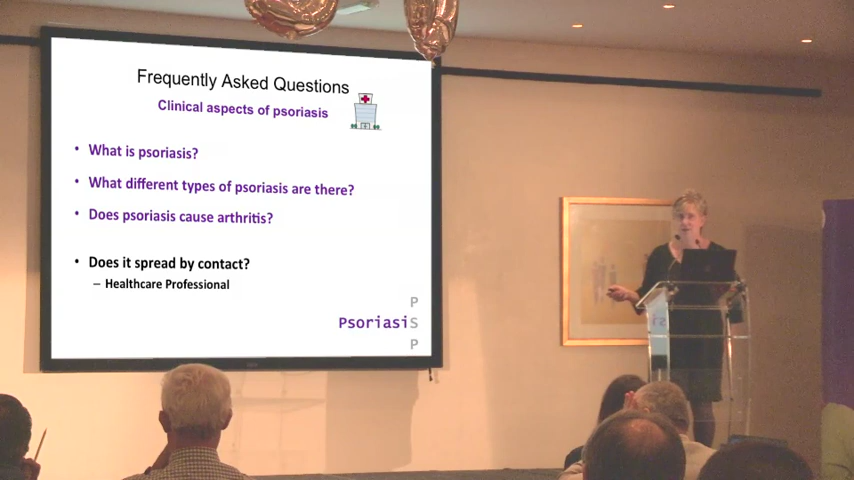 Frequently Asked Questions
Clinical aspects of psoriasis
• What is psoriasis?
• What different types of psoriasis are there?
• Does psoriasis cause arthritis?
• Does it spread by contact?
– Healthcare Professional
P
PsoriasiS
P